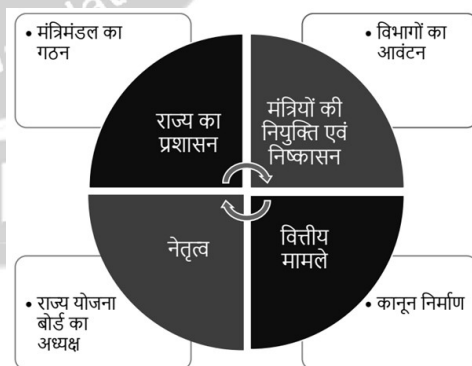 • मंत्रिमंडल का
गठन
• विभागों का
आवंटन
राज्य का
प्रशासन
मंत्रियों की
नियुक्ति एवं
निष्कासन
नेतृत्व
वित्तीय
मामले
• राज्य योजना
बोर्ड का
अध्यक्ष
• कानून निर्माण